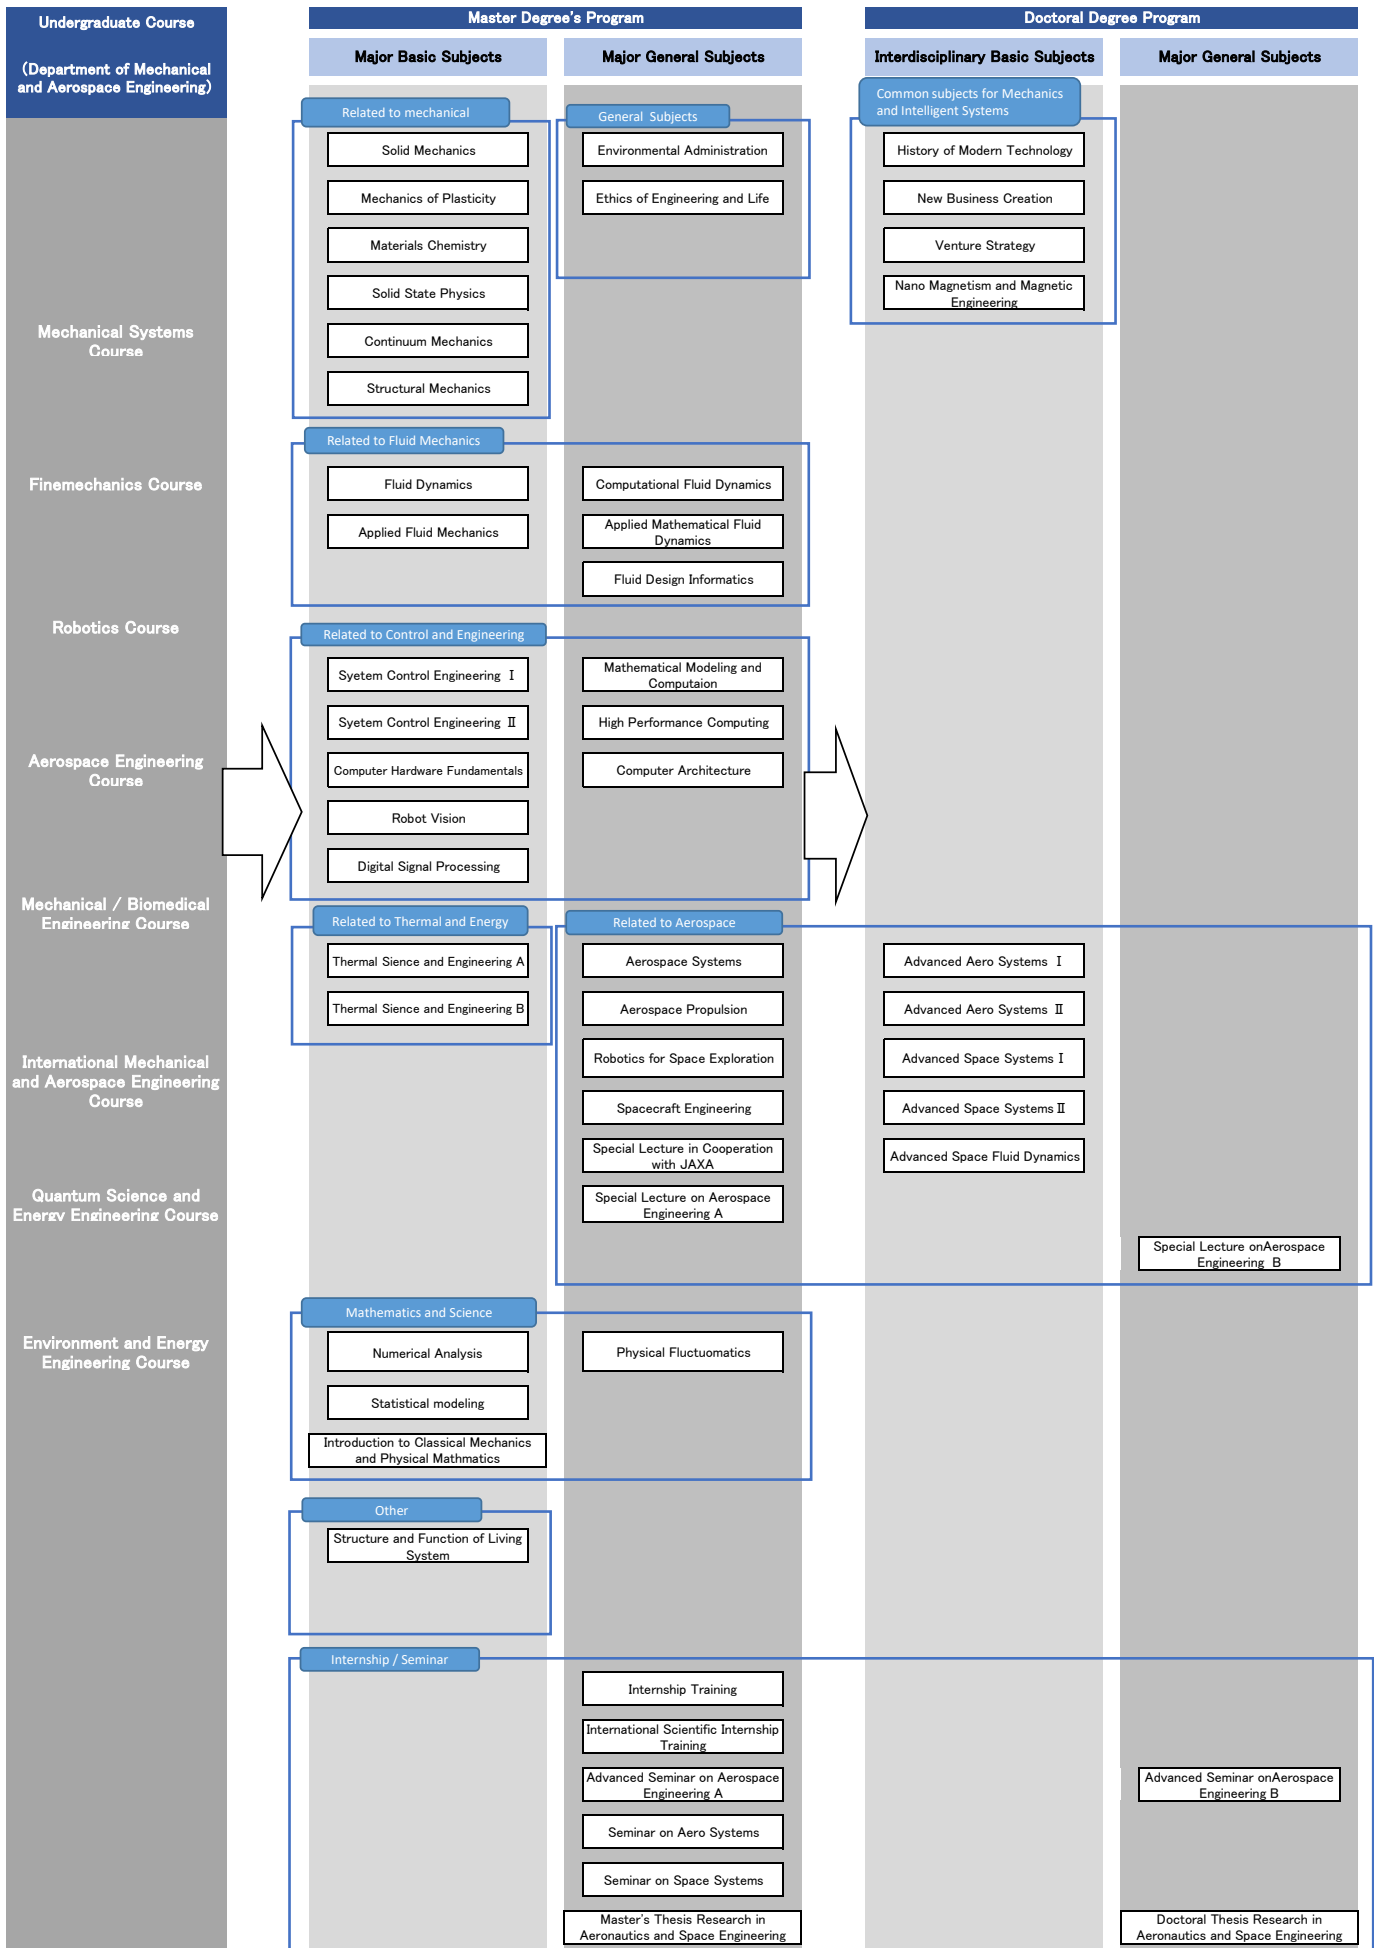 Undergraduate Course
（Department of Mechanical
and Aerospace Engineering）
Mechanical Systems
Course
Finemechanics Course
Robotics Course
Aerospace Engineering
Course
Mechanical / Biomedical
Engineering Course
International Mechanical
and Aerospace Engineering
Course
Quantum Science and
Energy Engineering Course
Environment and Energy
Engineering Course
Master Degree's Program
Major Basic Subjects
Major General Subjects
Related to mechanical
Solid Mechanics
Mechanics of Plasticity
Materials Chemistry
Solid State Physics
Continuum Mechanics
Structural Mechanics
General Subjects
Environmental Administration
Ethics of Engineering and Life
Related to Fluid Mechanics
Fluid Dynamics
Applied Fluid Mechanics
Computational Fluid Dynamics
Applied Mathematical Fluid
Dynamics
Fluid Design Informatics
Related to Control and Engineering
Syetem Control Engineering Ⅰ
Syetem Control Engineering Ⅱ
Computer Hardware Fundamentals
Robot Vision
Digital Signal Processing
Mathematical Modeling and
Computaion
High Performance Computing
Computer Architecture
Related to Thermal and Energy
Thermal Sience and Engineering A
Thermal Sience and Engineering B
Related to Aerospace
Aerospace Systems
Aerospace Propulsion
Robotics for Space Exploration
Spacecraft Engineering
Special Lecture in Cooperation
with JAXA
Special Lecture on Aerospace
Engineering A
Mathematics and Science
Numerical Analysis
Statistical modeling
Introduction to Classical Mechanics
and Physical Mathmatics
Physical Fluctuomatics
Other
Structure and Function of Living
System
Internship / Seminar
Internship Training
International Scientific Internship
Training
Advanced Seminar on Aerospace
Engineering A
Seminar on Aero Systems
Seminar on Space Systems
Master's Thesis Research in
Aeronautics and Space Engineering
Doctoral Degree Program
Interdisciplinary Basic Subjects
Major General Subjects
Common subjects for Mechanics
and Intelligent Systems
History of Modern Technology
New Business Creation
Venture Strategy
Nano Magnetism and Magnetic
Engineering
Advanced Aero Systems Ⅰ
Advanced Aero Systems Ⅱ
Advanced Space Systems Ⅰ
Advanced Space Systems Ⅱ
Advanced Space Fluid Dynamics
Special Lecture onAerospace
Engineering B
Advanced Seminar onAerospace
Engineering B
Doctoral Thesis Research in
Aeronautics and Space Engineering